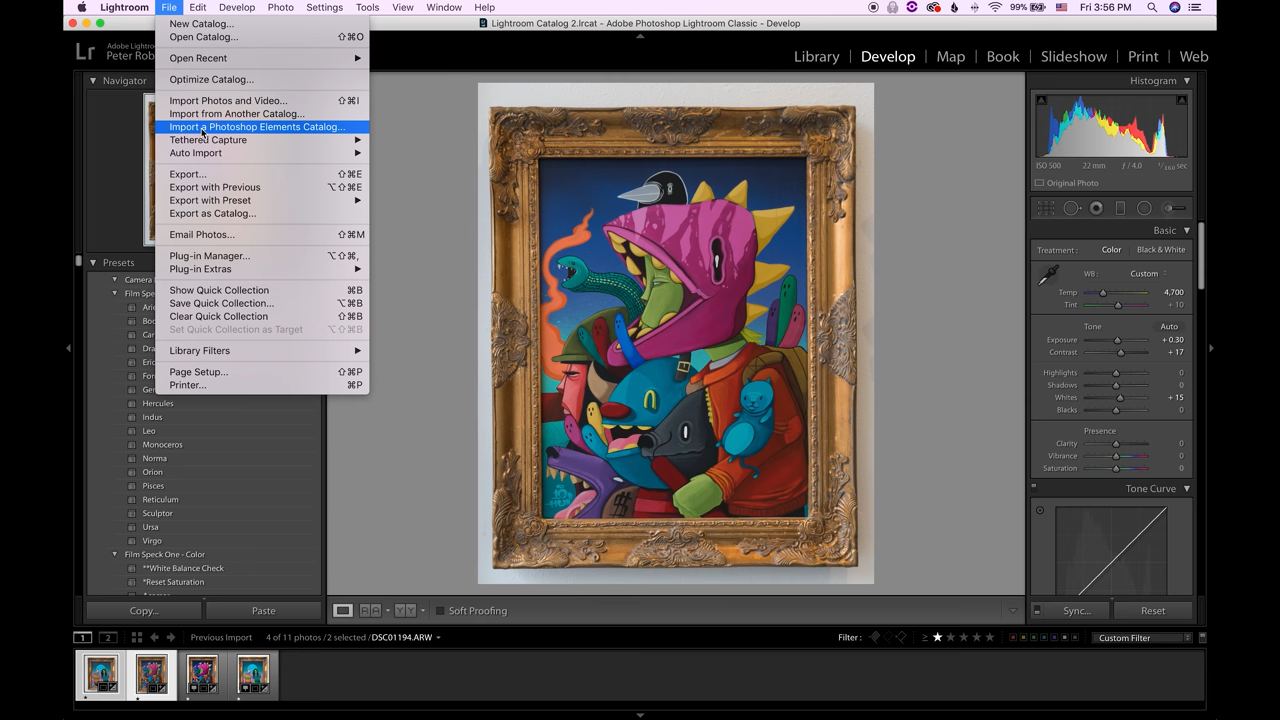 Lightroom File Edit Develop Photo Settings Tools View Window Help 99% Fri 3:56 PM
Lightroom Catalog 2.lrcat - Adobe Photoshop Lightroom Classic - Develop
Lr Adobe Lightro
Peter Rob
Library | Develop | Map | Book | Slideshow | Print | Web
New Catalog...
Open Catalog... ⇧⌘O
Open Recent
Optimize Catalog...
Import Photos and Video... ⇧⌘I
Import from Another Catalog...
Import a Photoshop Elements Catalog...
Tethered Capture
Auto Import
Export... ⇧⌘E
Export with Previous ⌥⇧⌘E
Export with Preset
Export as Catalog...
Email Photos... ⇧⌘M
Plug-in Manager... ⌥⇧⌘,
Plug-in Extras
Show Quick Collection ⌘B
Save Quick Collection... ⌥⌘B
Clear Quick Collection ⇧⌘B
Set Quick Collection as Target ⌥⇧⌘B
Library Filters
Page Setup... ⇧⌘P
Printer... ⌘P
Navigator
Presets
Camera
Film Spec
Hercules
Indus
Leo
Monoceros
Norma
Orion
Pisces
Reticulum
Sculptor
Ursa
Virgo
Film Speck One - Color
**White Balance Check
*Reset Saturation
Copy... Paste
Soft Proofing
Histogram
ISO 500 22 mm ƒ / 4.0
Original Photo
Basic
Treatment: Color Black & White
WB: Custom
Temp 4,700
Tint + 10
Tone Auto
Exposure + 0.30
Contrast + 17
Highlights 0
Shadows 0
Whites + 15
Blacks 0
Presence
Clarity 0
Vibrance 0
Saturation 0
Tone Curve
Sync... Reset
1 2 Previous Import 4 of 11 photos / 2 selected / DSC01194.ARW Filter: Custom Filter